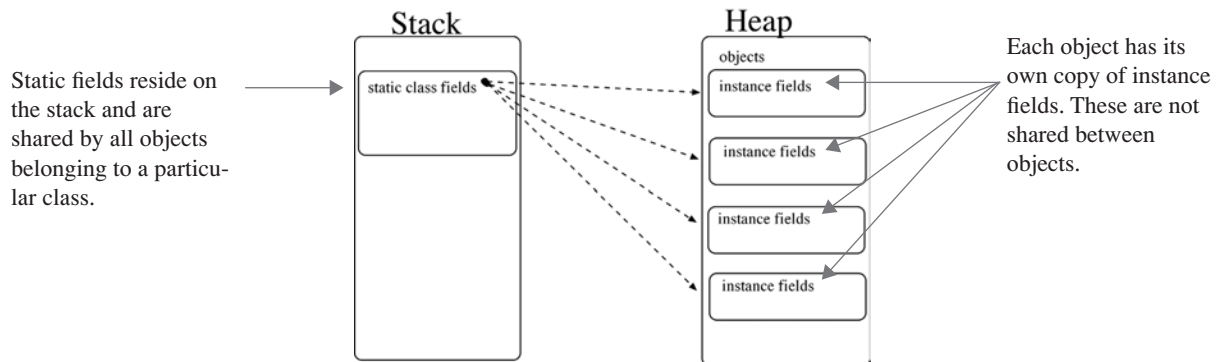 Stack
Heap
Static fields reside on
the stack and are
shared by all objects
belonging to a particu-
lar class.
static class fields
objects
instance fields
instance fields
instance fields
instance fields
Each object has its
own copy of instance
fields. These are not
shared between
objects.